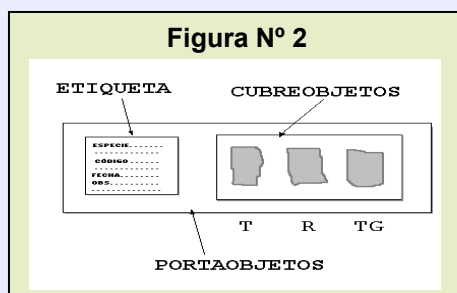 Figura Nº 2
ETIQUETA
CUBREOBJETOS
ESPECIE.......
..............
CÓDIGO........
..............
FECHA.........
OBS...........
..............
T R TG
PORTAOBJETOS